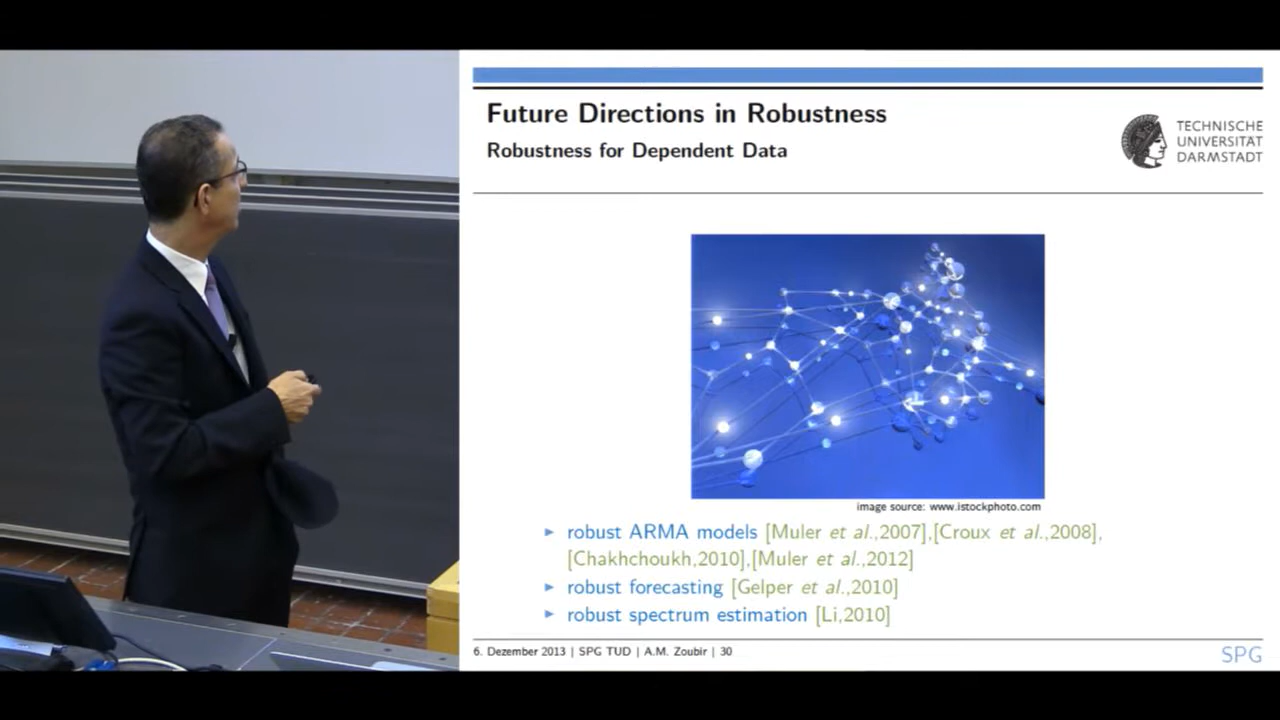 Future Directions in Robustness
Robustness for Dependent Data
TECHNISCHE
UNIVERSITÄT
DARMSTADT
image source: www.istockphoto.com
► robust ARMA models [Muler et al.,2007],[Croux et al.,2008],
[Chakhchoukh,2010],[Muler et al.,2012]
► robust forecasting [Gelper et al.,2010]
► robust spectrum estimation [Li,2010]
6. Dezember 2013 | SPG TUD | A.M. Zoubir | 30
SPG